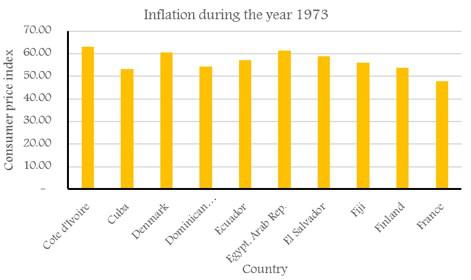 Inflation during the year 1973
70.00
60.00
50.00
40.00
30.00
20.00
10.00
-
Consumer price index
Cote d'Ivoire
Cuba
Denmark
Dominican…
Ecuador
Egypt, Arab Rep.
El Salvador
Fiji
Finland
France
Country